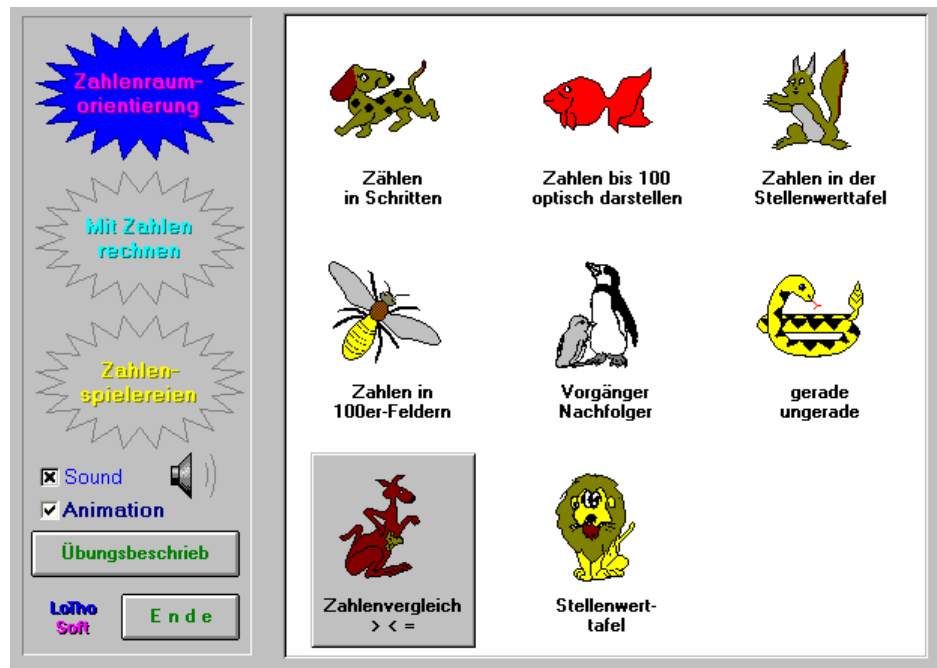 Zahlenraum-
orientierung
Mit Zahlen
rechnen
Zahlen-
spielereien
Sound
Animation
Übungsbeschrieb
LoTho
Soft
Ende
Zählen
in Schritten
Zahlen bis 100
optisch darstellen
Zahlen in der
Stellenwerttafel
Zahlen in
100er-Feldern
Vorgänger
Nachfolger
gerade
ungerade
Zahlenvergleich
> < =
Stellenwert-
tafel